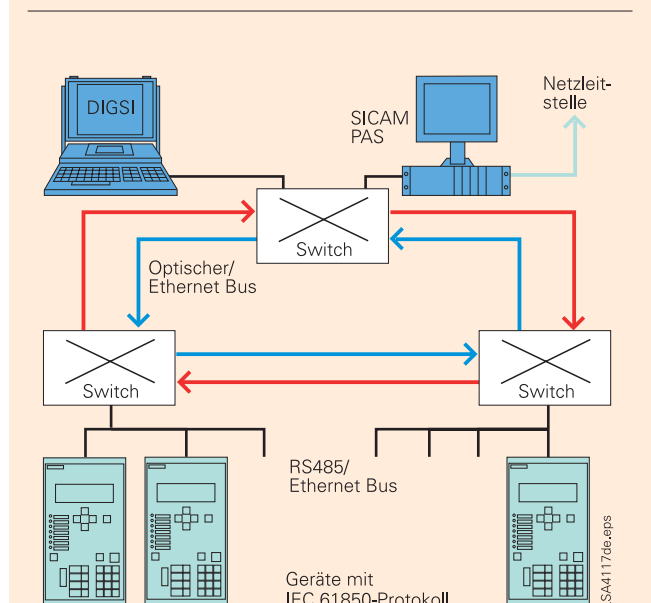 DIGSI
SICAM
PAS
Netzleit-
stelle
Switch
Optischer/
Ethernet Bus
Switch
Switch
RS485/
Ethernet Bus
Geräte mit
IEC 61850-Protokoll
SA4117de.eps